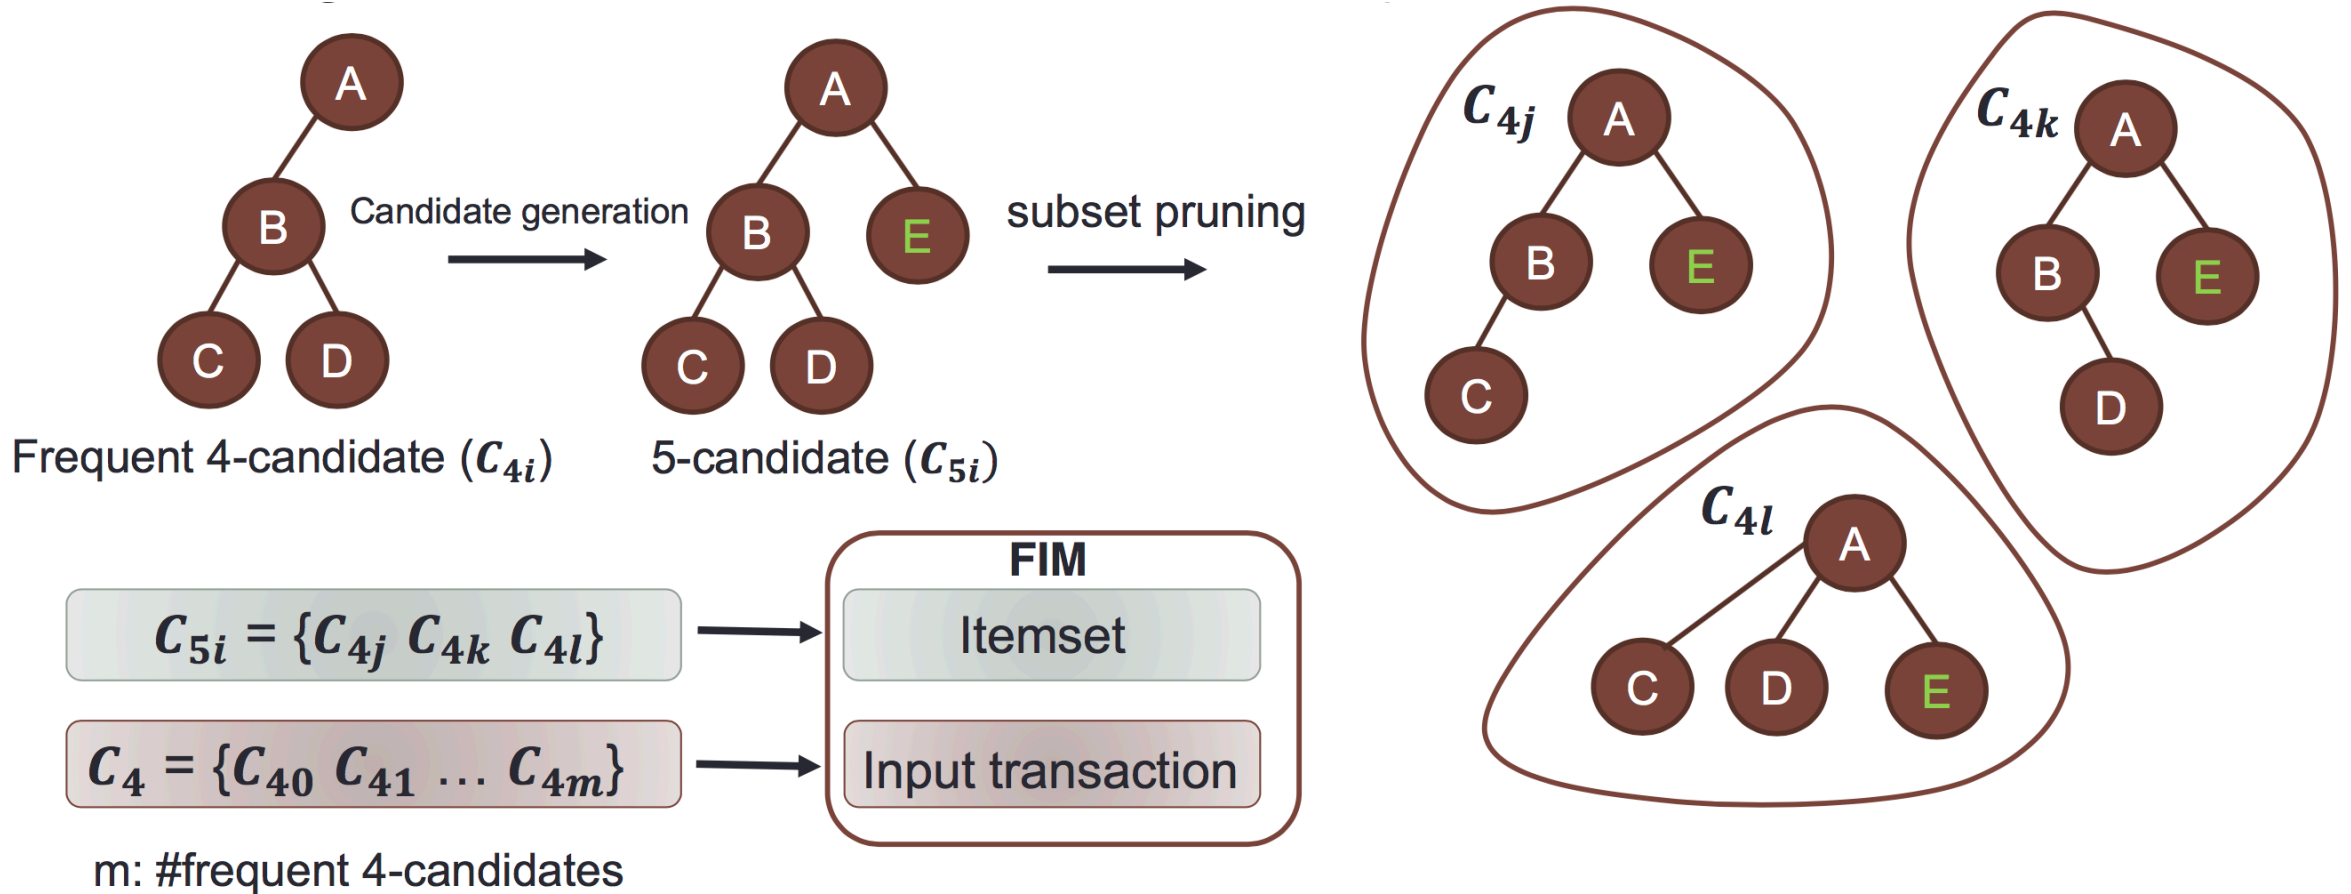 A
B
C
D
Frequent 4-candidate (C4i)
Candidate generation
A
B
E
C
D
5-candidate (C5i)
subset pruning
C4j
A
B
E
C
C4k
A
B
E
D
C4l
A
C
D
E
C5i = {C4j C4k C4l}
C4 = {C40 C41 … C4m}
m: #frequent 4-candidates
FIM
Itemset
Input transaction